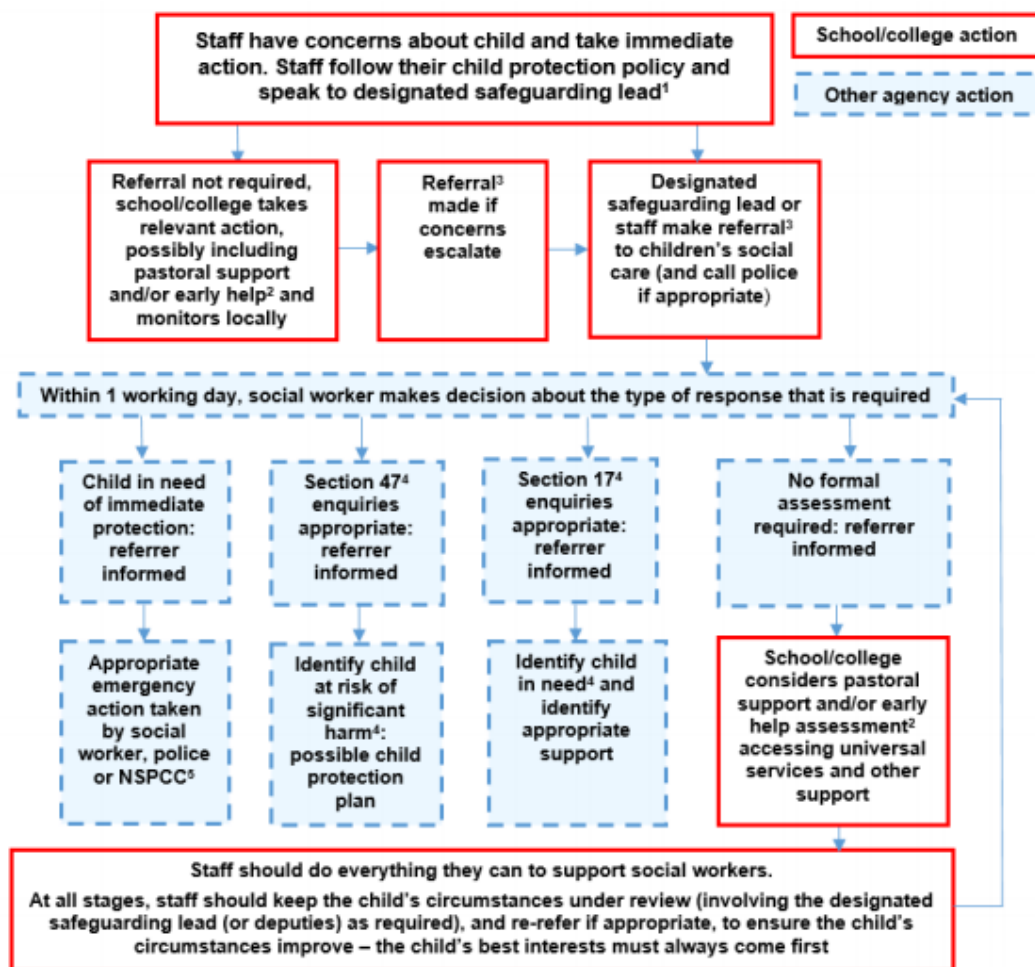 Staff have concerns about child and take immediate
action. Staff follow their child protection policy and
speak to designated safeguarding lead¹
School/college action
Other agency action
Referral not required,
school/college takes
relevant action,
possibly including
pastoral support
and/or early help² and
monitors locally
Referral³
made if
concerns
escalate
Designated
safeguarding lead or
staff make referral³
to children's social
care (and call police
if appropriate)
Within 1 working day, social worker makes decision about the type of response that is required
Child in need
of immediate
protection:
referrer
informed
Section 47⁴
enquiries
appropriate:
referrer
informed
Section 17⁴
enquiries
appropriate:
referrer
informed
No formal
assessment
required: referrer
informed
Appropriate
emergency
action taken
by social
worker, police
or NSPCC⁵
Identify child
at risk of
significant
harm⁴:
possible child
protection
plan
Identify child
in need⁴ and
identify
appropriate
support
School/college
considers pastoral
support and/or early
help assessment²
accessing universal
services and other
support
Staff should do everything they can to support social workers.
At all stages, staff should keep the child's circumstances under review (involving the designated
safeguarding lead (or deputies) as required), and re-refer if appropriate, to ensure the child's
circumstances improve – the child's best interests must always come first